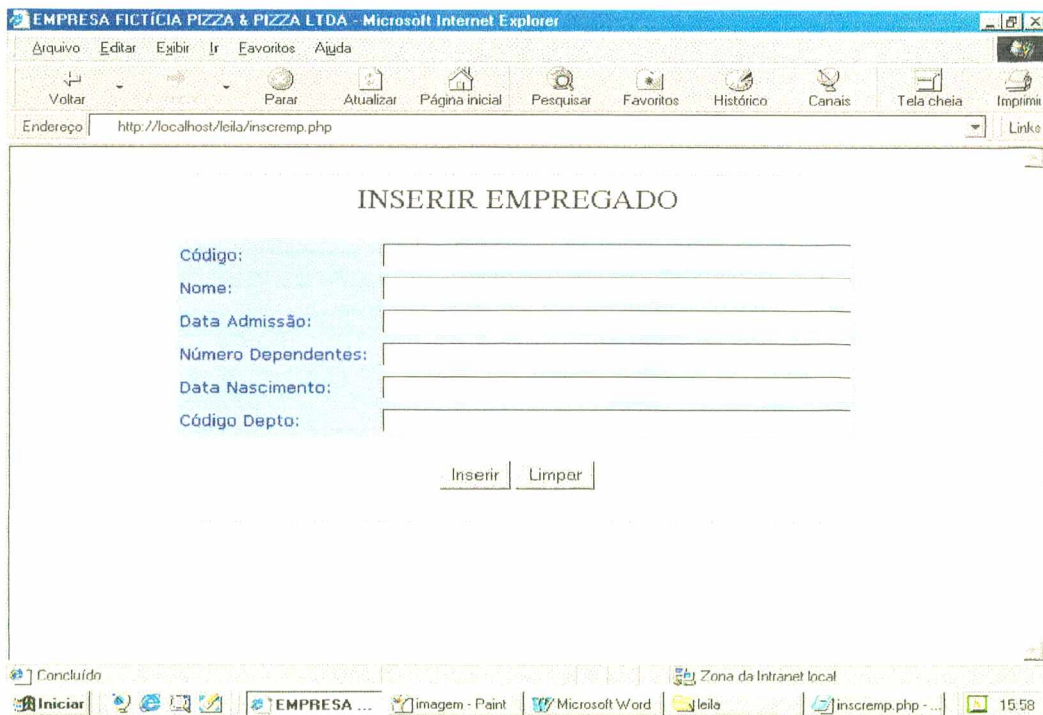 EMPRESA FICTÍCIA PIZZA & PIZZA LTDA - Microsoft Internet Explorer
Arquivo Editar Exibir Ir Favoritos Ajuda
Voltar Parar Atualizar Página inicial Pesquisar Favoritos Histórico Canais Tela cheia Imprimir
Endereço http://localhost/leila/inscremp.php Links
INSERIR EMPREGADO
Código:
Nome:
Data Admissão:
Número Dependentes:
Data Nascimento:
Código Depto:
Inserir Limpar
Concluído Zona da Intranet local
Iniciar EMPRESA ... imagem - Paint Microsoft Word leila inscremp.php - ... 15:58